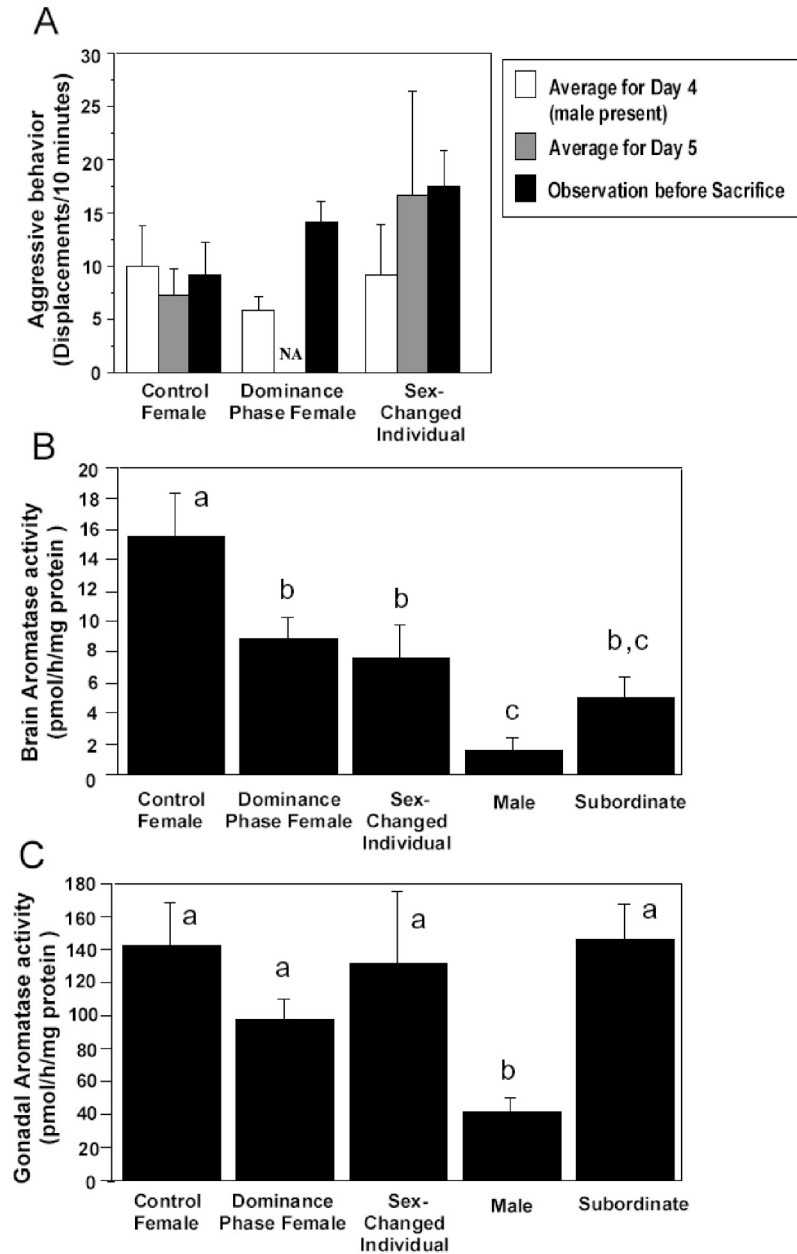 A
Aggressive behavior
(Displacements/10 minutes)
30
25
20
15
10
5
0
NA
Control
Female
Dominance
Phase Female
Sex-
Changed
Individual
Average for Day 4
(male present)
Average for Day 5
Observation before Sacrifice
B
Brain Aromatase activity
(pmol/h/mg protein )
20
18
16
14
12
10
8
6
4
2
0
a
b
b
c
b,c
Control
Female
Dominance
Phase Female
Sex-
Changed
Individual
Male
Subordinate
C
Gonadal Aromatase activity
(pmol/h/mg protein )
180
160
140
120
100
80
60
40
20
0
a
a
a
b
a
Control
Female
Dominance
Phase Female
Sex-
Changed
Individual
Male
Subordinate